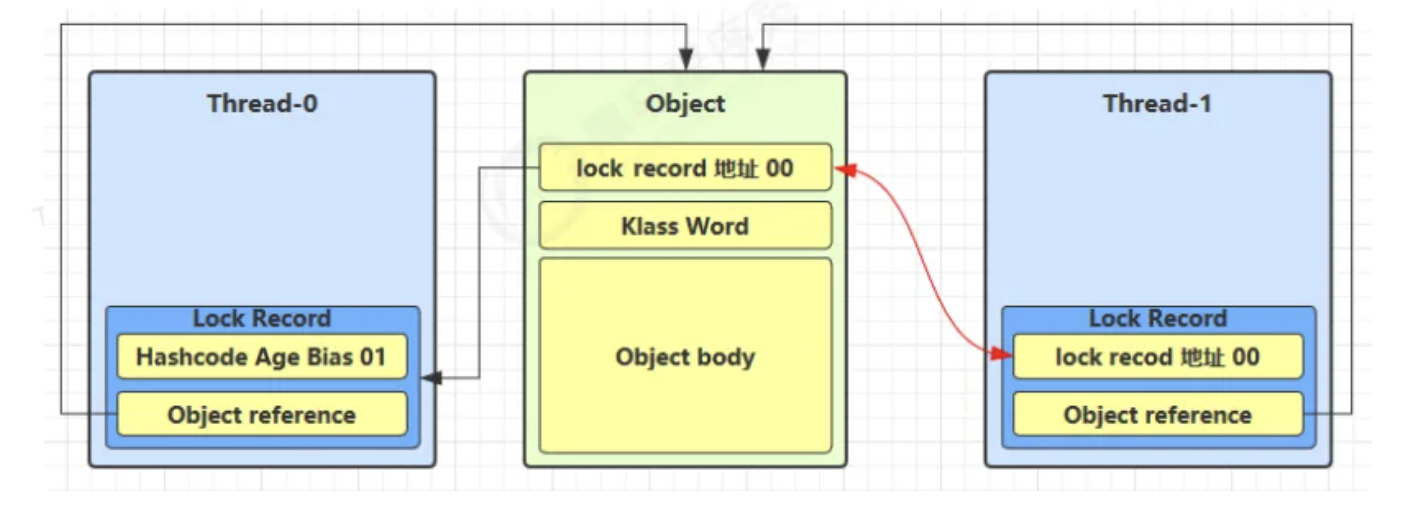 Thread-0
Lock Record
Hashcode Age Bias 01
Object reference
Object
lock record 地址 00
Klass Word
Object body
Thread-1
Lock Record
lock recod 地址 00
Object reference